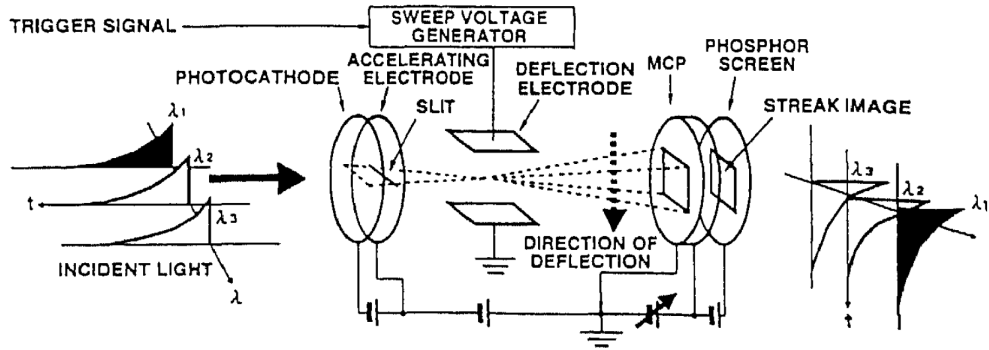 TRIGGER SIGNAL
SWEEP VOLTAGE
GENERATOR
PHOTOCATHODE
ACCELERATING
ELECTRODE
SLIT
DEFLECTION
ELECTRODE
MCP
PHOSPHOR
SCREEN
STREAK IMAGE
λ1
λ2
λ3
t
INCIDENT LIGHT
λ
DIRECTION OF
DEFLECTION
λ3
λ2
λ1
t